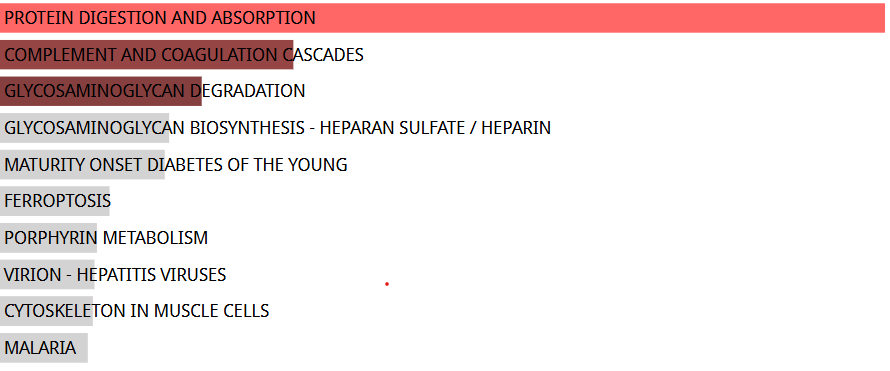 PROTEIN DIGESTION AND ABSORPTION
COMPLEMENT AND COAGULATION CASCADES
GLYCOSAMINOGLYCAN DEGRADATION
GLYCOSAMINOGLYCAN BIOSYNTHESIS - HEPARAN SULFATE / HEPARIN
MATURITY ONSET DIABETES OF THE YOUNG
FERROPTOSIS
PORPHYRIN METABOLISM
VIRION - HEPATITIS VIRUSES
CYTOSKELETON IN MUSCLE CELLS
MALARIA